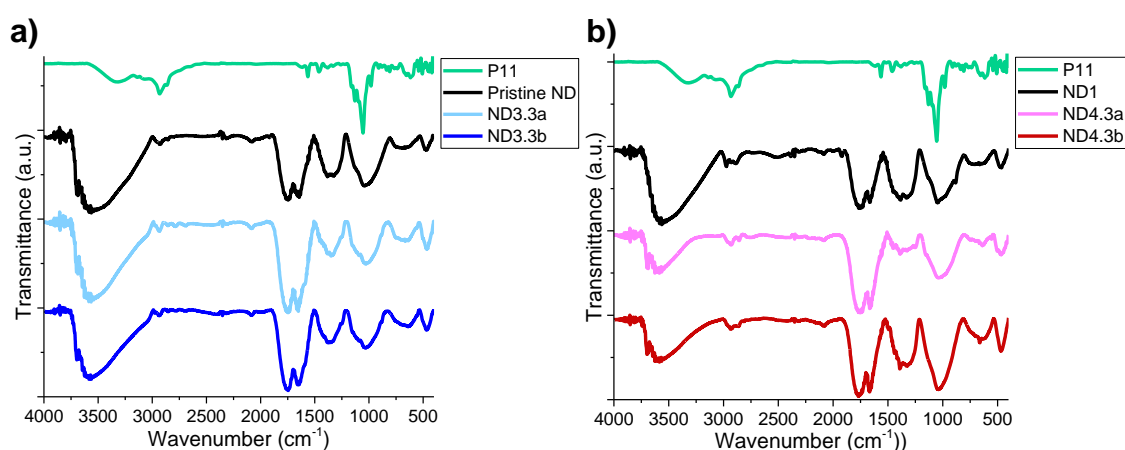 a)
P11
Pristine ND
ND3.3a
ND3.3b
Transmittance (a.u.)
4000 3500 3000 2500 2000 1500 1000 500
Wavenumber (cm-1)
b)
P11
ND1
ND4.3a
ND4.3b
Transmittance (a.u.)
4000 3500 3000 2500 2000 1500 1000 500
Wavenumber (cm-1))